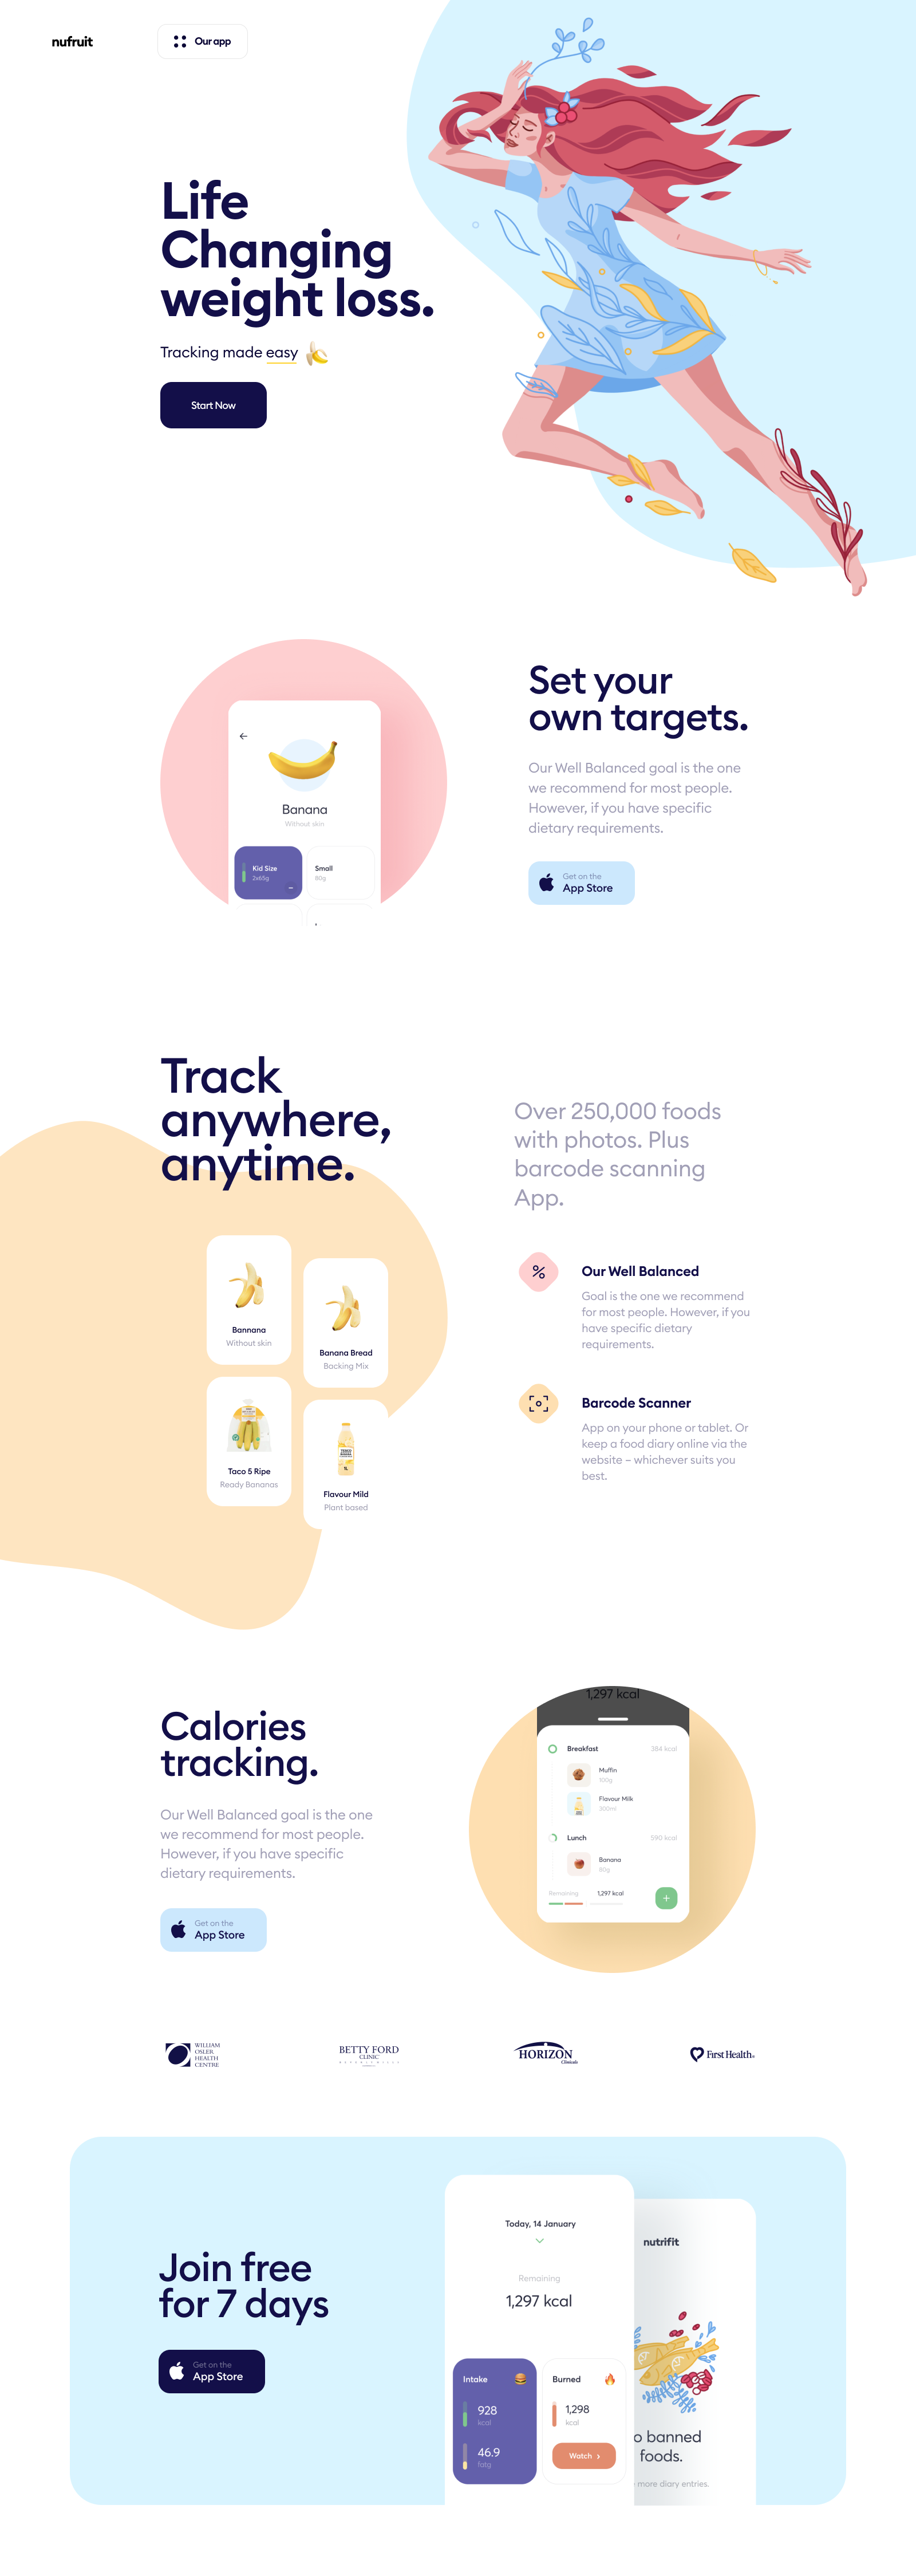 nufruit
Our app
Life
Changing
weight loss.
Tracking made easy
Start Now
Banana
Without skin
Kid Size
2x65g
Small
80g
Set your
own targets.
Our Well Balanced goal is the one
we recommend for most people.
However, if you have specific
dietary requirements.
Get on the
App Store
Track
anywhere,
anytime.
Bannana
Without skin
Banana Bread
Backing Mix
Taco 5 Ripe
Ready Bananas
Flavour Mild
Plant based
Over 250,000 foods
with photos. Plus
barcode scanning
App.
Our Well Balanced
Goal is the one we recommend
for most people. However, if you
have specific dietary
requirements.
Barcode Scanner
App on your phone or tablet. Or
keep a food diary online via the
website – whichever suits you
best.
Calories
tracking.
Our Well Balanced goal is the one
we recommend for most people.
However, if you have specific
dietary requirements.
Get on the
App Store
1,297 kcal
Breakfast
384 kcal
Muffin
100g
Flavour Milk
300ml
Lunch
590 kcal
Banana
80g
Remaining
1,297 kcal
WILLIAM
OSLER
HEALTH
CENTRE
BETTY FORD
CLINIC
HORIZON
Clinicals
First Health
Join free
for 7 days
Get on the
App Store
Today, 14 January
Remaining
1,297 kcal
Intake
928
kcal
46.9
fatg
Burned
1,298
kcal
Watch
nutrifit
o banned
foods.
more diary entries.